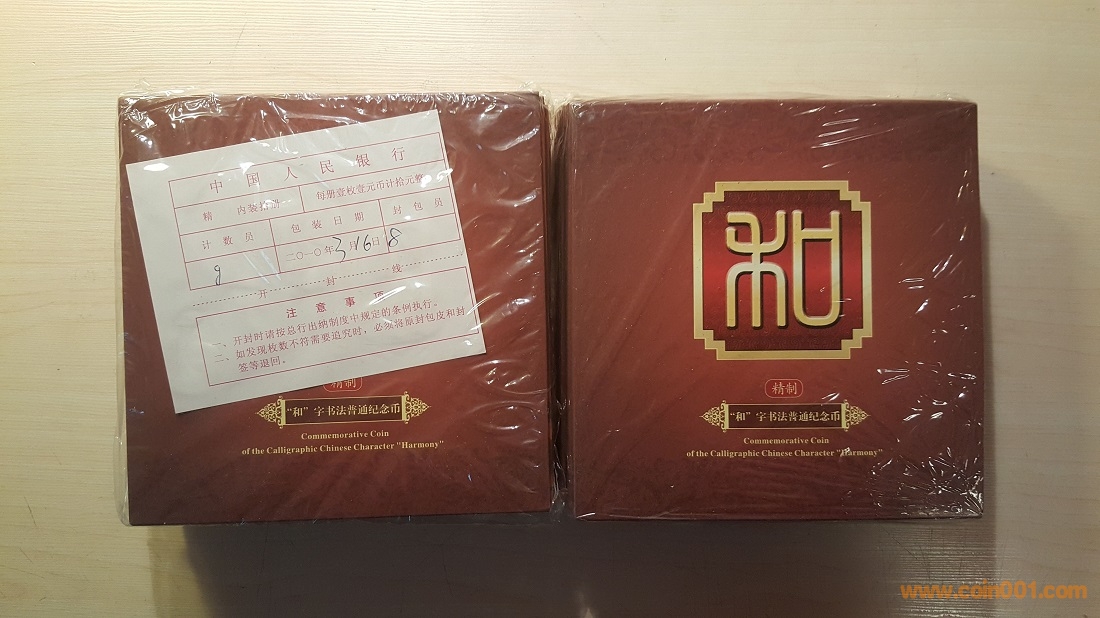 中国人民银行
精 内装拾册 每册壹枚壹元币计拾元整
计数员 包装日期 封包员
二〇一〇年3月16日 8
开封线
注意事项
一、开封时请按总行出纳制度中规定的条例执行。
二、如发现枚数不符需要追究时，必须将原封包皮和封
签等退回。
精制
“和”字书法普通纪念币
Commemorative Coin
of the Calligraphic Chinese Character "Harmony"
和
精制
“和”字书法普通纪念币
Commemorative Coin
of the Calligraphic Chinese Character "Harmony"
www.coin001.com